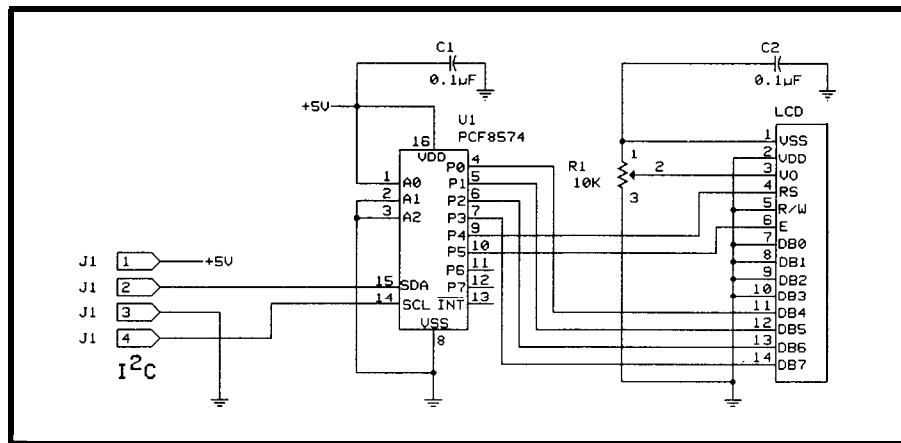 C1
0.1µF
+5V
U1
PCF8574
16
VDD
1 A0
2 A1
3 A2
15 SDA
14 SCL
VSS
8
P0 4
P1 5
P2 6
P3 7
P4 9
P5 10
P6 11
P7 12
INT 13
J1 1 +5V
J1 2
J1 3
J1 4
I²C
C2
0.1µF
R1
10K
1
2
3
LCD
1 VSS
2 VDD
3 VO
4 RS
5 R/W
6 E
7 DB0
8 DB1
9 DB2
10 DB3
11 DB4
12 DB5
13 DB6
14 DB7